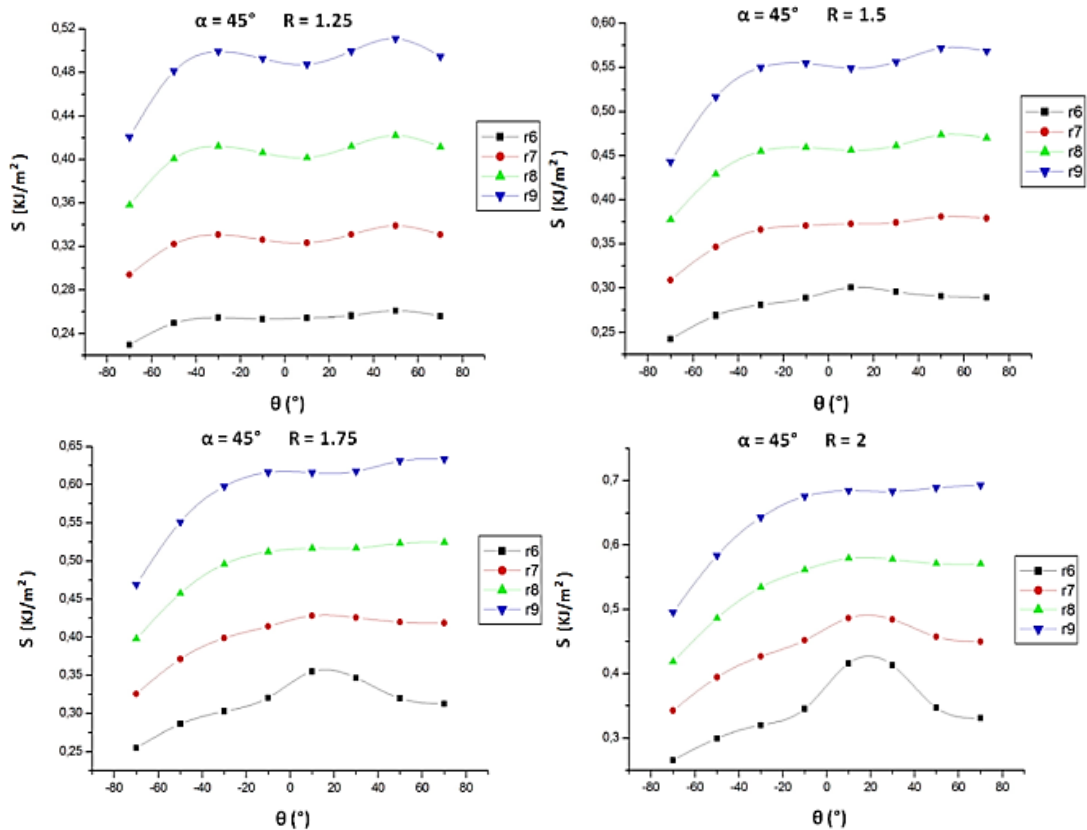 α = 45° R = 1.25
0,52
0,48
0,44
0,40
0,36
0,32
0,28
0,24
S (KJ/m²)
-80 -60 -40 -20 0 20 40 60 80
θ (°)
r6
r7
r8
r9
α = 45° R = 1.5
0,60
0,55
0,50
0,45
0,40
0,35
0,30
0,25
S (KJ/m²)
-80 -60 -40 -20 0 20 40 60 80
θ (°)
r6
r7
r8
r9
α = 45° R = 1.75
0,65
0,60
0,55
0,50
0,45
0,40
0,35
0,30
0,25
S (KJ/m²)
-80 -60 -40 -20 0 20 40 60 80
θ (°)
r6
r7
r8
r9
α = 45° R = 2
0,7
0,6
0,5
0,4
0,3
S (KJ/m²)
-80 -60 -40 -20 0 20 40 60 80
θ (°)
r6
r7
r8
r9